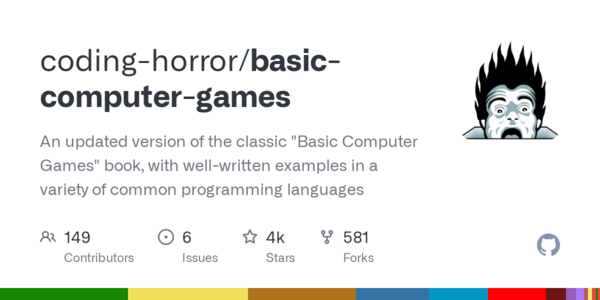 coding-horror/basic-
computer-games
An updated version of the classic "Basic Computer
Games" book, with well-written examples in a
variety of common programming languages
149 6 4k 581
Contributors Issues Stars Forks